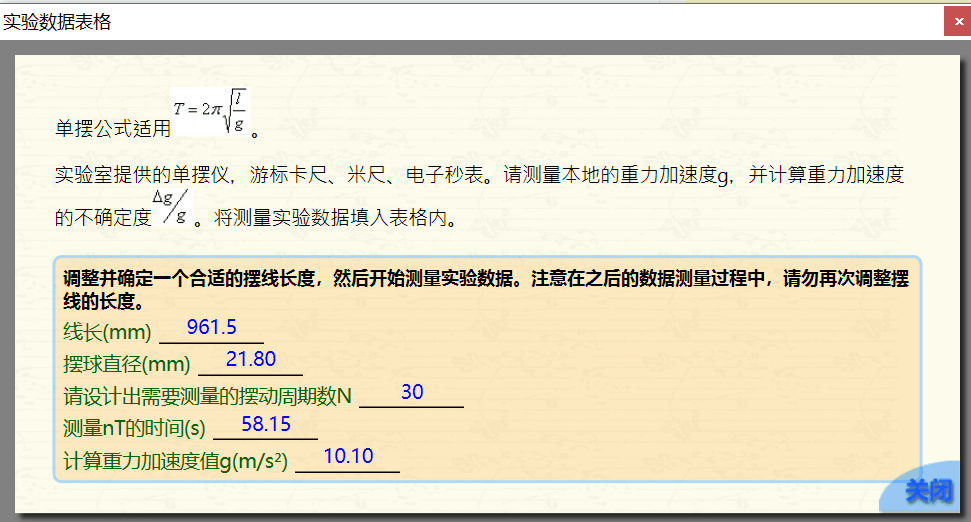 实验数据表格
×
单摆公式适用 T = 2π√(l/g) 。
实验室提供的单摆仪，游标卡尺、米尺、电子秒表。请测量本地的重力加速度g，并计算重力加速度
的不确定度 Δg/g 。将测量实验数据填入表格内。
调整并确定一个合适的摆线长度，然后开始测量实验数据。注意在之后的数据测量过程中，请勿再次调整摆
线的长度。
线长(mm) 961.5
摆球直径(mm) 21.80
请设计出需要测量的摆动周期数N 30
测量nT的时间(s) 58.15
计算重力加速度值g(m/s²) 10.10
关闭